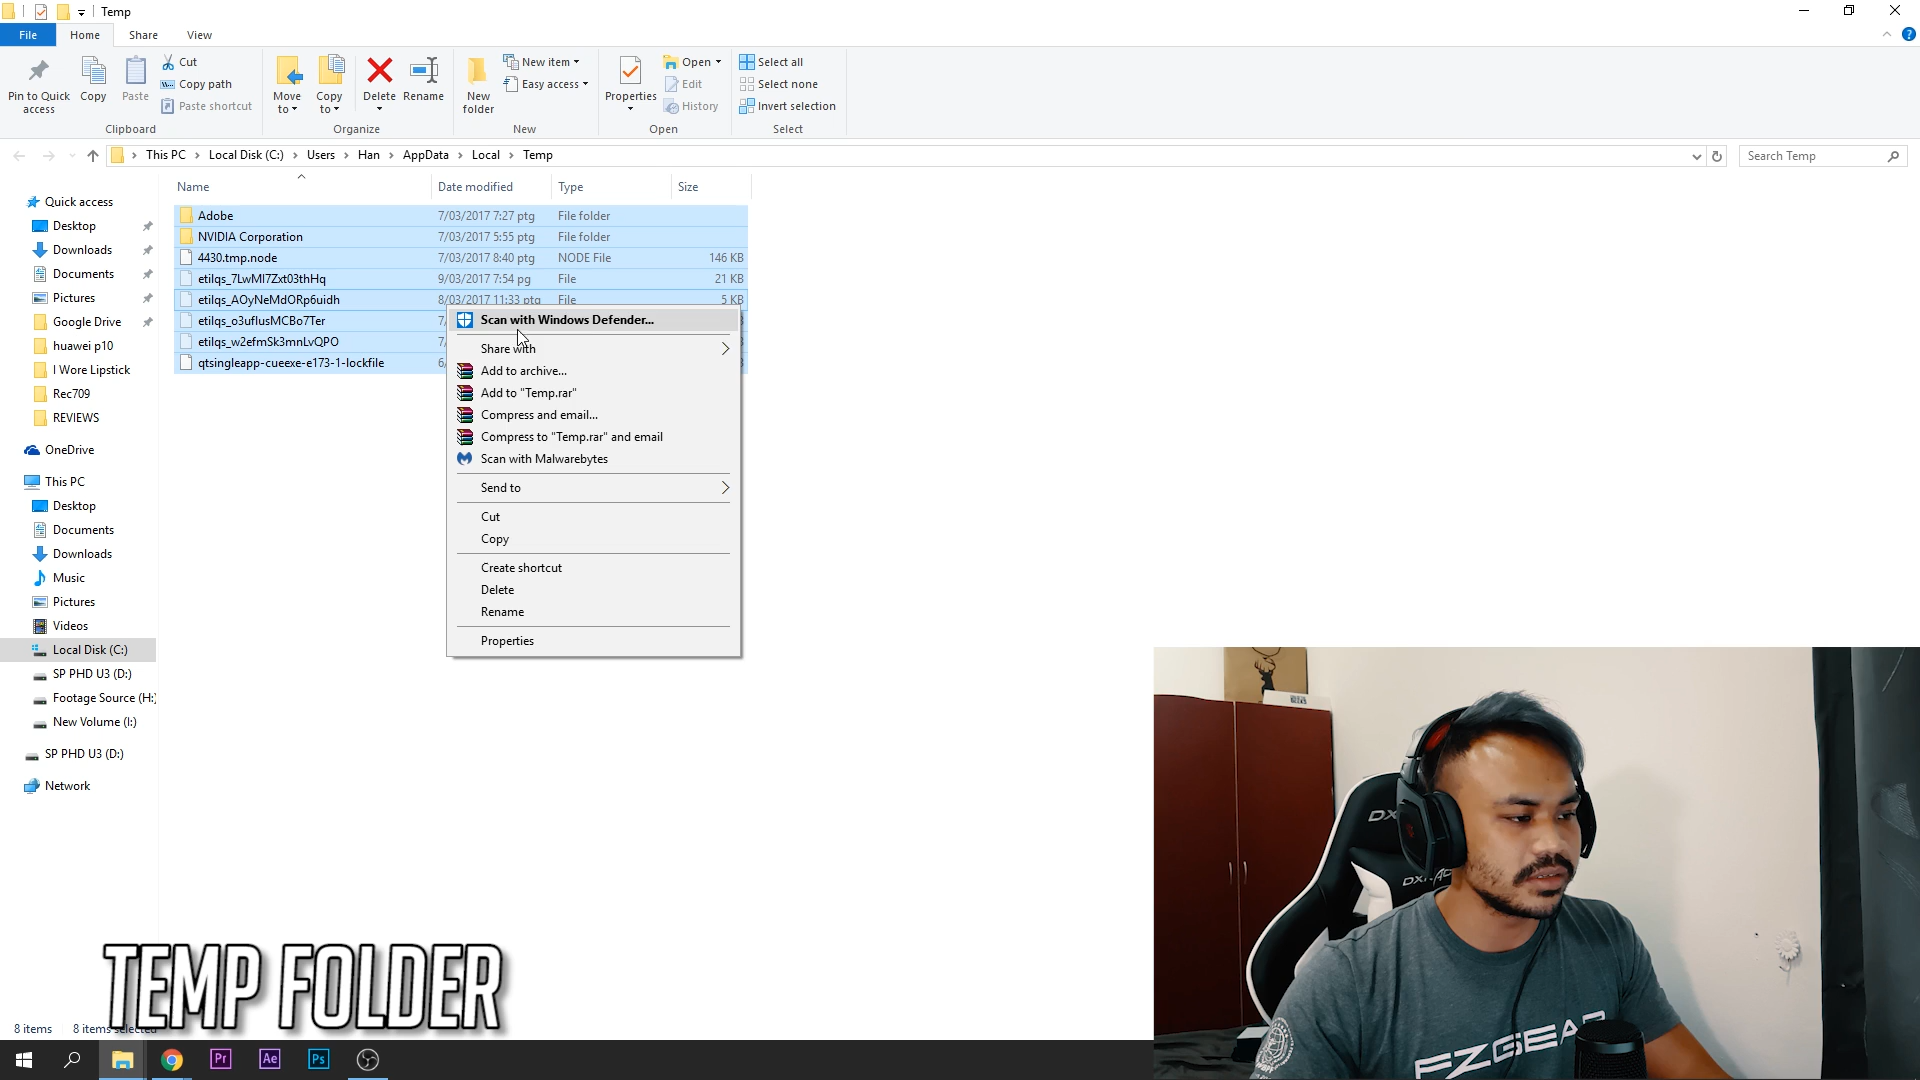 Temp
File
Home
Share
View
Pin to Quick access
Copy
Paste
Cut
Copy path
Paste shortcut
Clipboard
Move to
Copy to
Delete
Rename
Organize
New folder
New item
Easy access
New
Properties
Open
Edit
History
Open
Select all
Select none
Invert selection
Select
This PC > Local Disk (C:) > Users > Han > AppData > Local > Temp
Search Temp
Name Date modified Type Size
Quick access
Desktop
Downloads
Documents
Pictures
Google Drive
huawei p10
I Wore Lipstick
Rec709
REVIEWS
OneDrive
This PC
Desktop
Documents
Downloads
Music
Pictures
Videos
Local Disk (C:)
SP PHD U3 (D:)
Footage Source (H:)
New Volume (I:)
SP PHD U3 (D:)
Network
Adobe 7/03/2017 7:27 ptg File folder
NVIDIA Corporation 7/03/2017 5:55 ptg File folder
4430.tmp.node 7/03/2017 8:40 ptg NODE File 146 KB
etilqs_7LwMI7Zxt03thHq 9/03/2017 7:54 pg File 21 KB
etilqs_AOyNeMdORp6uidh 8/03/2017 11:33 ptg File 5 KB
etilqs_o3uflusMCBo7Ter 7/
etilqs_w2efmSk3mnLvQPO 7/
qtsingleapp-cueexe-e173-1-lockfile 6/
Scan with Windows Defender...
Share with
Add to archive...
Add to "Temp.rar"
Compress and email...
Compress to "Temp.rar" and email
Scan with Malwarebytes
Send to
Cut
Copy
Create shortcut
Delete
Rename
Properties
DX
DX
FZGEAR
TEMP FOLDER
8 items 8 items selected
Pr
Ae
Ps